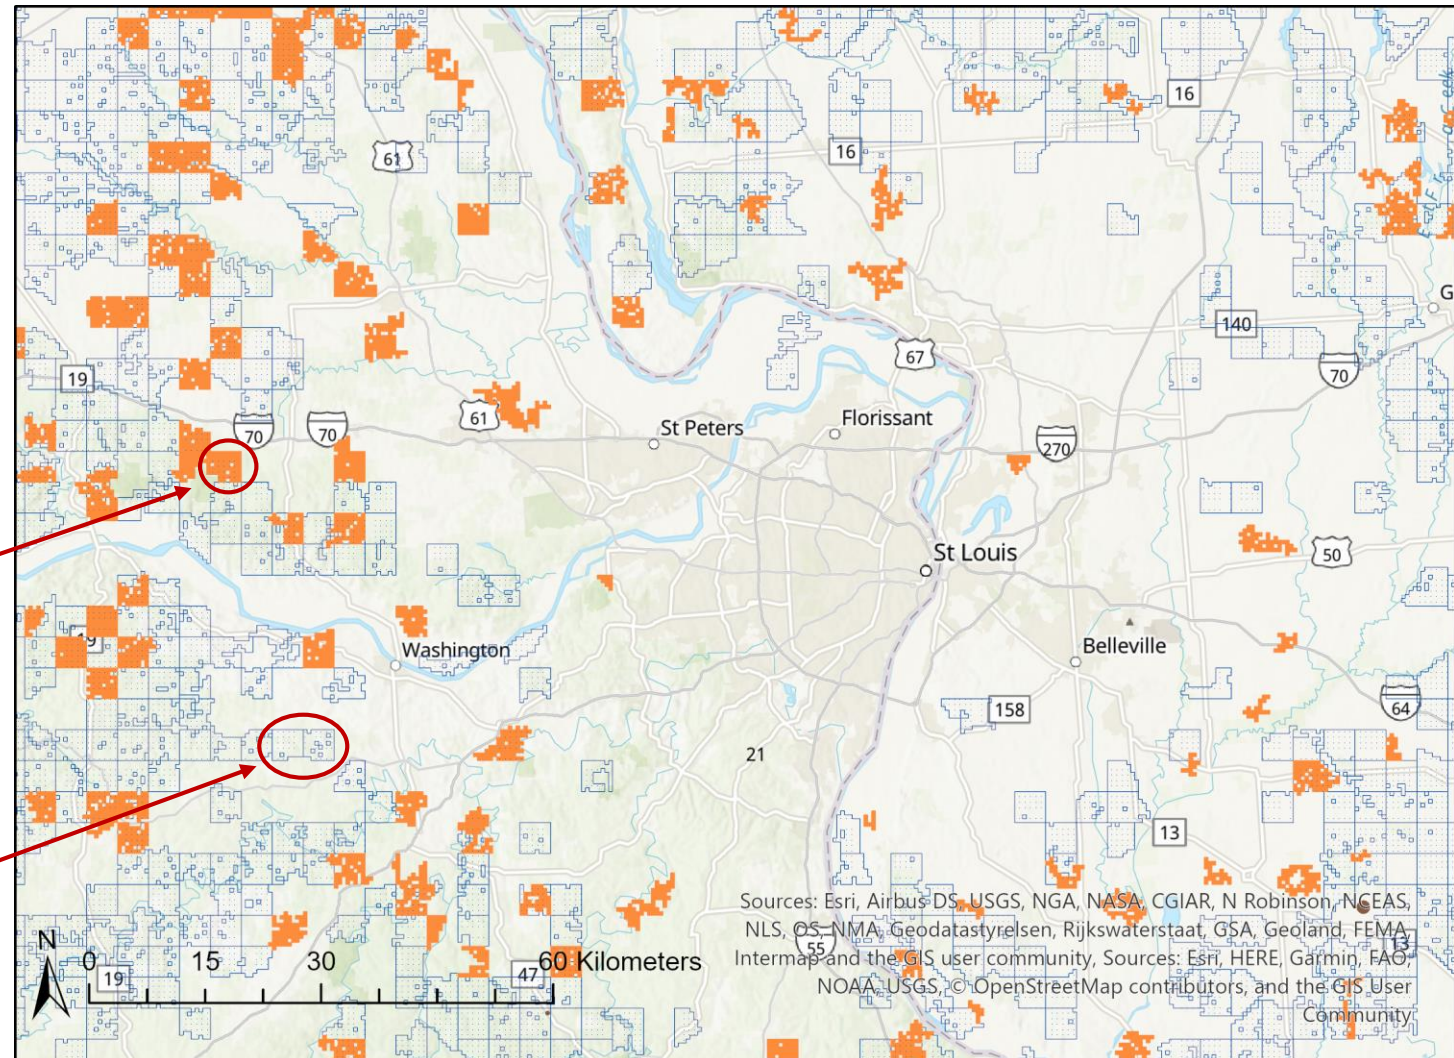 16
61
16
G
140
67
70
19
61
St Peters
Florissant
70
70
270
St Louis
50
19
Washington
Belleville
64
158
21
13
Sources: Esri, Airbus DS, USGS, NGA, NASA, CGIAR, N Robinson, NCEAS,
NLS, OS, NMA, Geodatastyrelsen, Rijkswaterstaat, GSA, Geoland, FEMA,
Intermap and the GIS user community, Sources: Esri, HERE, Garmin, FAO,
NOAA, USGS, © OpenStreetMap contributors, and the GIS User
Community
55
13
N
0 15 30 60 Kilometers
19
47